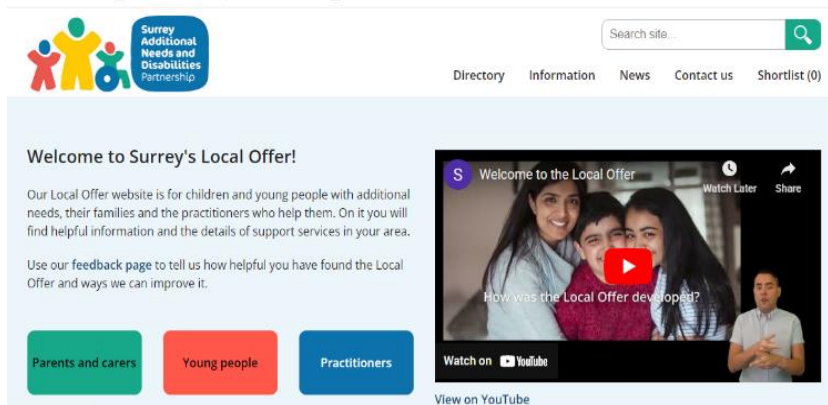 Surrey
Additional
Needs and
Disabilities
Partnership
Search site...
Directory Information News Contact us Shortlist (0)
Welcome to Surrey's Local Offer!
Our Local Offer website is for children and young people with additional
needs, their families and the practitioners who help them. On it you will
find helpful information and the details of support services in your area.
Use our feedback page to tell us how helpful you have found the Local
Offer and ways we can improve it.
Parents and carers
Young people
Practitioners
S Welcome to the Local Offer
Watch Later Share
How was the Local Offer developed?
Watch on YouTube
View on YouTube